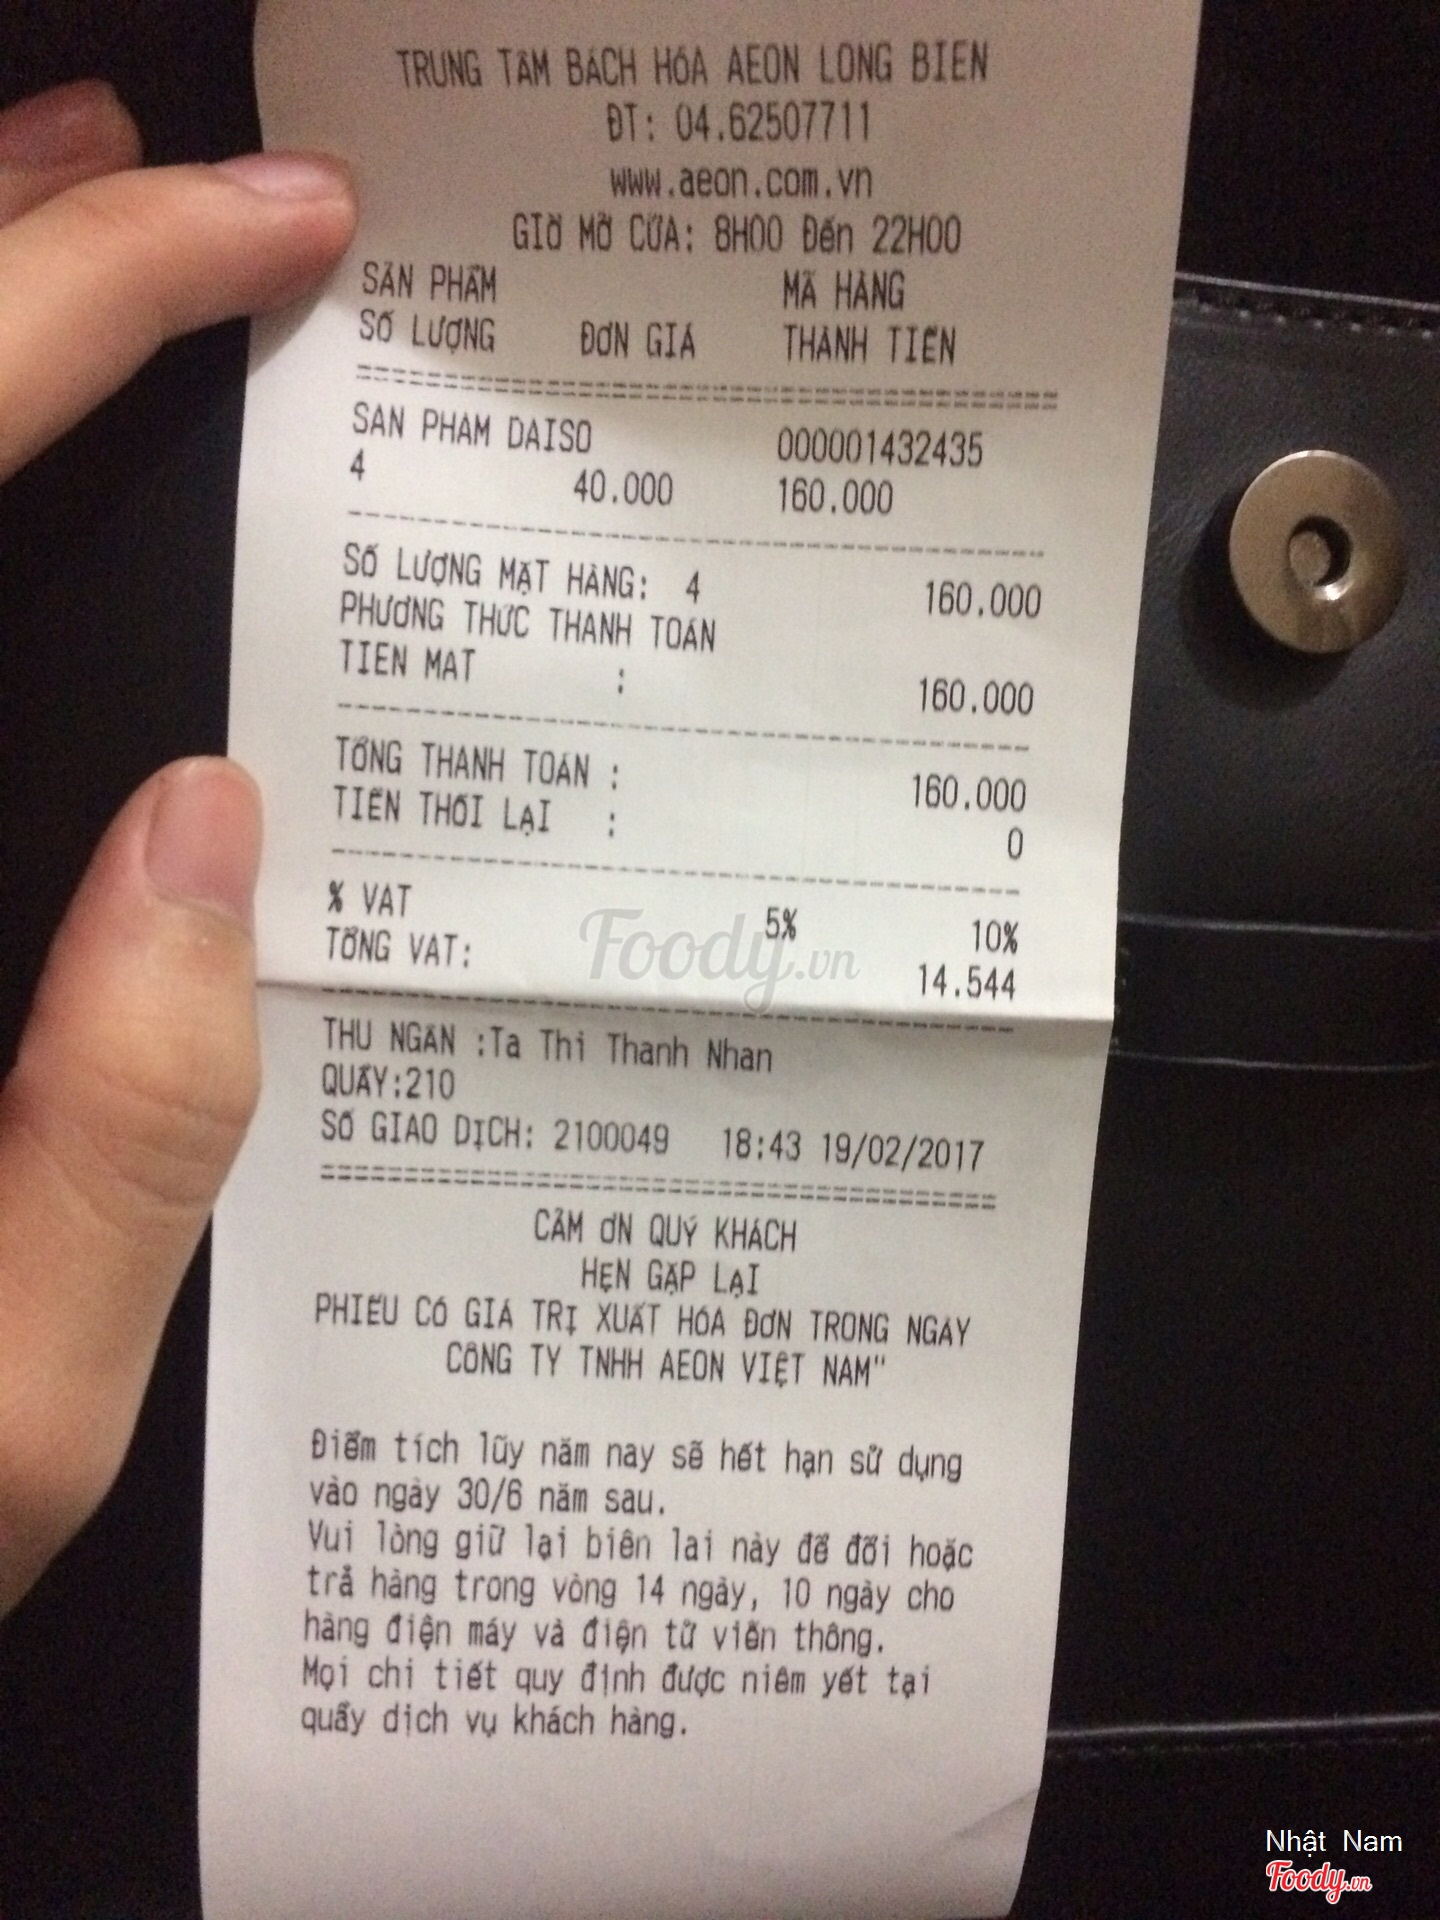 TRUNG TÂM BÁCH HÓA AEON LONG BIÊN
ĐT: 04.62507711
www.aeon.com.vn
GIỜ MỞ CỬA: 8H00 Đến 22H00
SẢN PHẨM MÃ HÀNG
SỐ LƯỢNG ĐƠN GIÁ THÀNH TIỀN
SAN PHAM DAISO 000001432435
4 40.000 160.000
SỐ LƯỢNG MẶT HÀNG: 4 160.000
PHƯƠNG THỨC THANH TOÁN
TIEN MAT : 160.000
TỔNG THANH TOÁN : 160.000
TIỀN THỐI LẠI : 0
% VAT 5% 10%
TỔNG VAT: 14.544
THU NGÂN :Ta Thi Thanh Nhan
QUẦY:210
SỐ GIAO DỊCH: 2100049 18:43 19/02/2017
CẢM ƠN QUÝ KHÁCH
HẸN GẶP LẠI
PHIẾU CÓ GIÁ TRỊ XUẤT HÓA ĐƠN TRONG NGÀY
CÔNG TY TNHH AEON VIỆT NAM"
Điểm tích lũy năm nay sẽ hết hạn sử dụng
vào ngày 30/6 năm sau.
Vui lòng giữ lại biên lai này để đổi hoặc
trả hàng trong vòng 14 ngày, 10 ngày cho
hàng điện máy và điện tử viễn thông.
Mọi chi tiết quy định được niêm yết tại
quầy dịch vụ khách hàng.
Foody.vn
Nhật Nam
Foody.vn